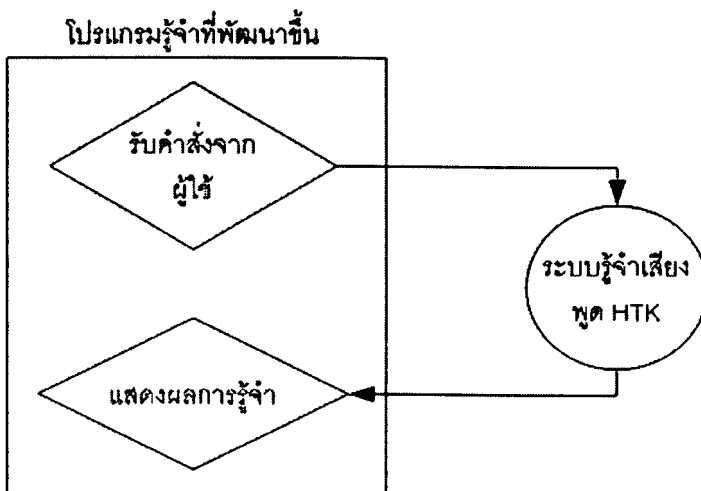 โปรแกรมรู้จำที่พัฒนาขึ้น
รับคำสั่งจาก
ผู้ใช้
ระบบรู้จำเสียง
พูด HTK
แสดงผลการรู้จำ